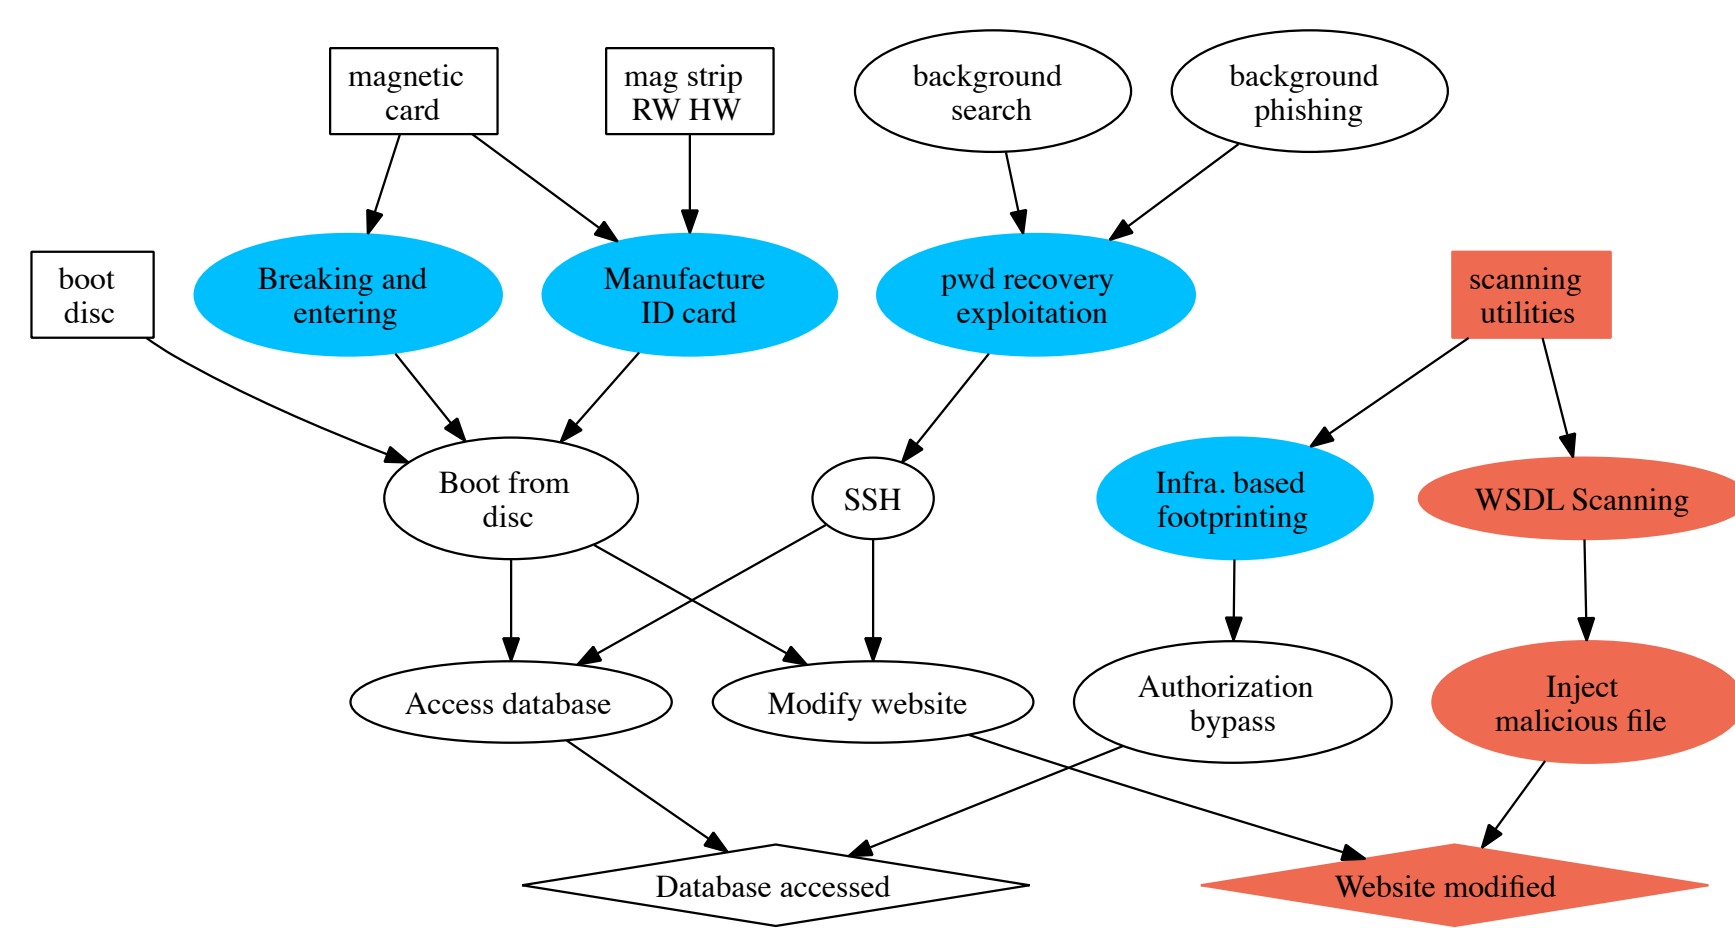 magnetic
card
mag strip
RW HW
background
search
background
phishing
boot
disc
Breaking and
entering
Manufacture
ID card
pwd recovery
exploitation
scanning
utilities
Boot from
disc
SSH
Infra. based
footprinting
WSDL Scanning
Access database
Modify website
Authorization
bypass
Inject
malicious file
Database accessed
Website modified